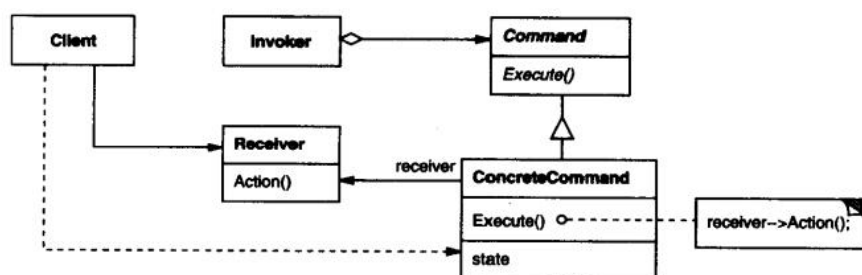 Client
Invoker
Command
Execute()
Receiver
Action()
receiver
ConcreteCommand
Execute()
state
receiver-->Action();